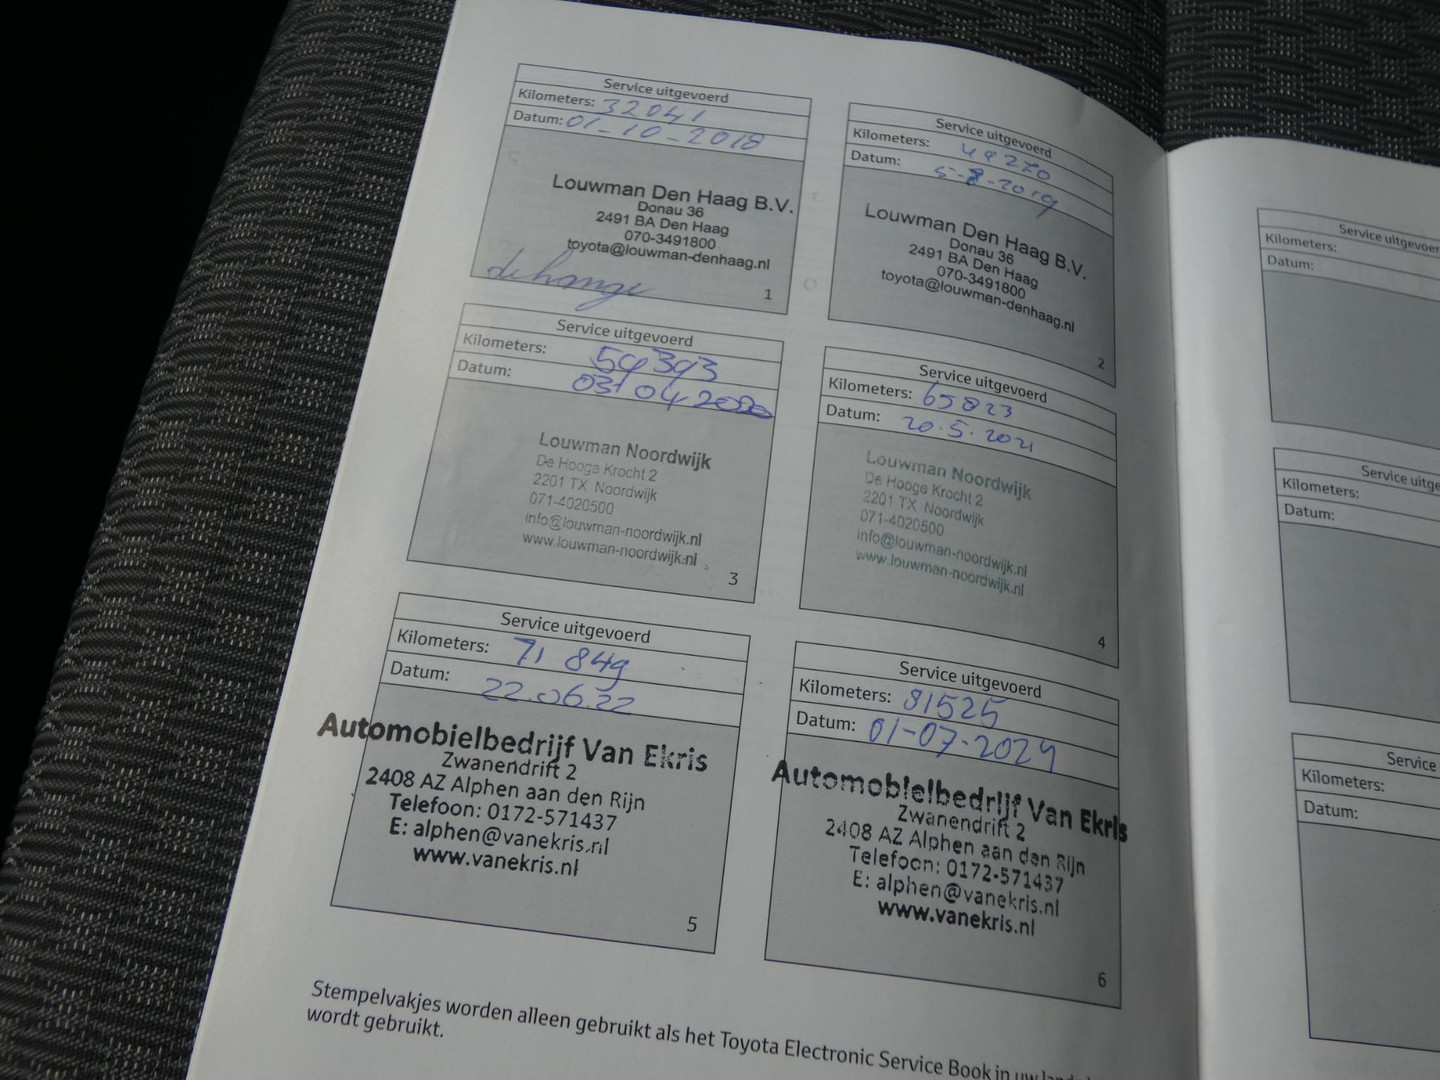 Service uitgevoerd
Kilometers: 32041
Datum: 01-10-2018
Louwman Den Haag B.V.
Donau 36
2491 BA Den Haag
070-3491800
toyota@louwman-denhaag.nl
1
Service uitgevoerd
Kilometers: 49270
Datum: 5-8-2019
Louwman Den Haag B.V.
Donau 36
2491 BA Den Haag
070-3491800
toyota@louwman-denhaag.nl
2
Service uitgevoerd
Kilometers: 59393
Datum: 03 04 2020
Louwman Noordwijk
De Hooge Krocht 2
2201 TX Noordwijk
071-4020500
info@louwman-noordwijk.nl
www.louwman-noordwijk.nl
3
Service uitgevoerd
Kilometers: 65823
Datum: 20.5.2021
Louwman Noordwijk
De Hooge Krocht 2
2201 TX Noordwijk
071-4020500
info@louwman-noordwijk.nl
www.louwman-noordwijk.nl
4
Service uitgevoerd
Kilometers: 71 849
Datum: 22.06.22
Automobielbedrijf Van Ekris
Zwanendrift 2
2408 AZ Alphen aan den Rijn
Telefoon: 0172-571437
E: alphen@vanekris.nl
www.vanekris.nl
5
Service uitgevoerd
Kilometers: 81525
Datum: 01-07-2024
Automobielbedrijf Van Ekris
Zwanendrift 2
2408 AZ Alphen aan den Rijn
Telefoon: 0172-571437
E: alphen@vanekris.nl
www.vanekris.nl
6
Stempelvakjes worden alleen gebruikt als het Toyota Electronic Service Book in uw
wordt gebruikt.
Service uitgevoer
Kilometers:
Datum:
Service uitge
Kilometers:
Datum:
Service
Kilometers:
Datum: